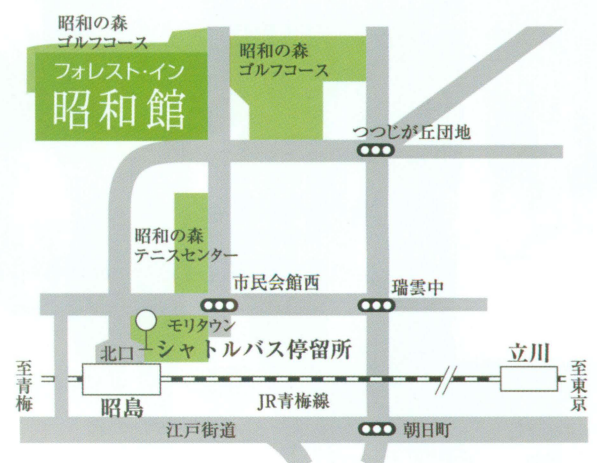 昭和の森
ゴルフコース
フォレスト・イン
昭和館
昭和の森
ゴルフコース
つつじが丘団地
昭和の森
テニスセンター
市民会館西
瑞雲中
モリタウン
北口
シャトルバス停留所
立川
至青梅
至東京
昭島
JR青梅線
江戸街道
朝日町